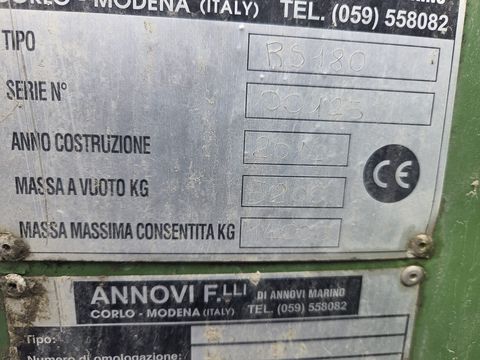 CORLO - MODENA (ITALY) TEL. (059) 558082
TIPO RS180
SERIE N°
ANNO COSTRUZIONE
MASSA A VUOTO KG
MASSA MASSIMA CONSENTITA KG
CE
ANNOVI F.LLI DI ANNOVI MARINO
CORLO - MODENA (ITALY) TEL. (059) 558082
Tipo:
Numero di omologazione: